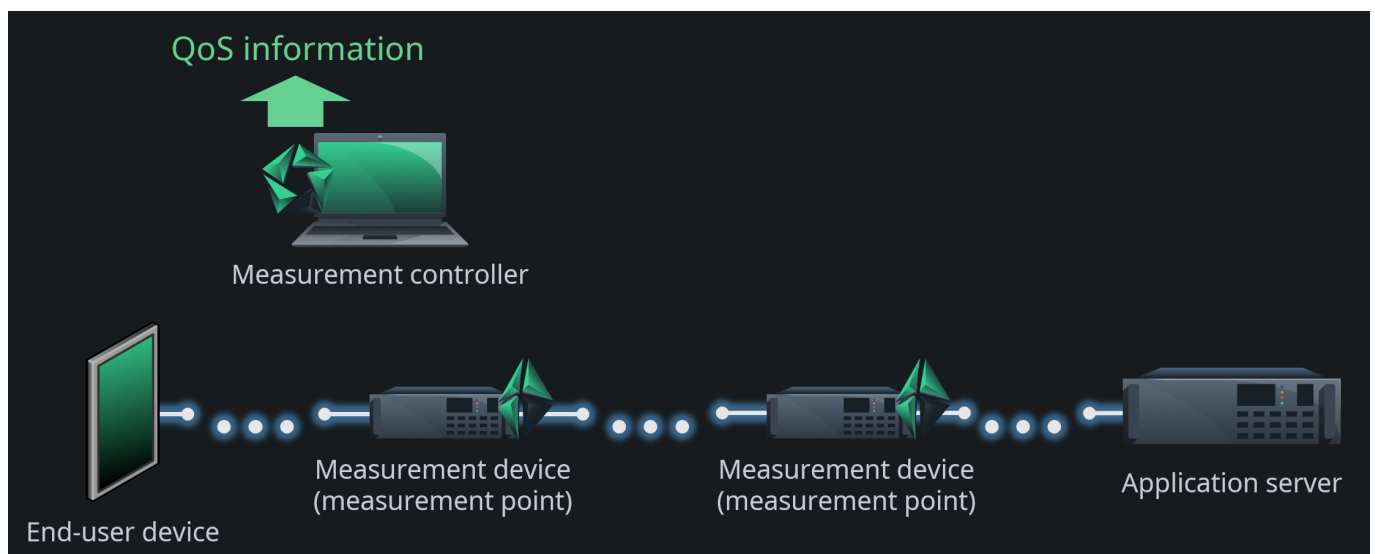 QoS information
Measurement controller
Measurement device
(measurement point)
Measurement device
(measurement point)
Application server
End-user device